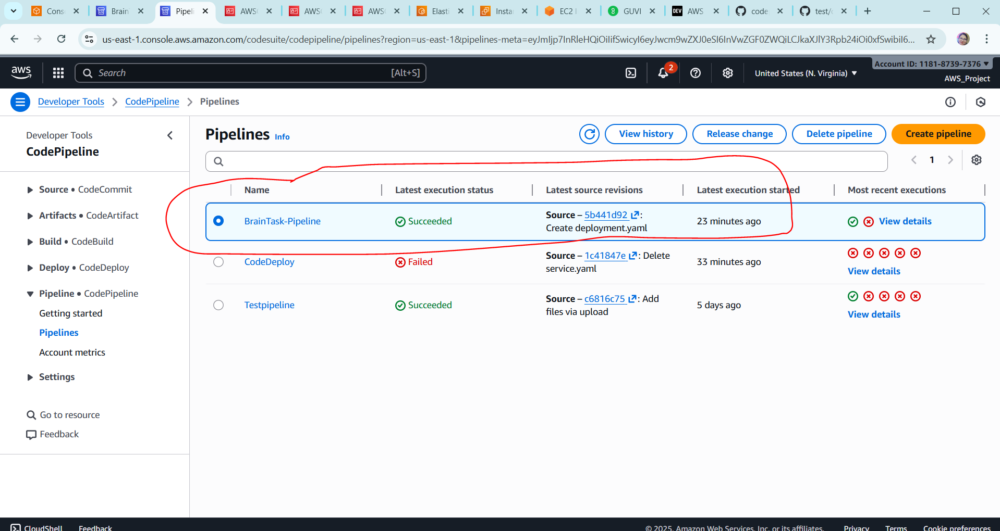 Cons
Brain
Pipeli
AWS
AWS
AWS
Elasti
Insta
EC2
GUVI
DEV
AWS
code
test/
us-east-1.console.aws.amazon.com/codesuite/codepipeline/pipelines?region=us-east-1&pipelines-meta=eyJmIjp7InRleHQiOiIifSwicyI6eyJwcm9wZXJ0eSI6InVwZGF0ZWQiLCJkaXJlY3Rpb24iOi0xfSwibiI6...
aws
Search
[Alt+S]
2
United States (N. Virginia)
Account ID: 1181-8739-7376
AWS_Project
Developer Tools
CodePipeline
Pipelines
Developer Tools
CodePipeline
Source • CodeCommit
Artifacts • CodeArtifact
Build • CodeBuild
Deploy • CodeDeploy
Pipeline • CodePipeline
Getting started
Pipelines
Account metrics
Settings
Go to resource
Feedback
Pipelines Info
View history
Release change
Delete pipeline
Create pipeline
1
Name
Latest execution status
Latest source revisions
Latest execution started
Most recent executions
BrainTask-Pipeline
Succeeded
Source – 5b441d92 :
Create deployment.yaml
23 minutes ago
View details
CodeDeploy
Failed
Source – 1c41847e : Delete
service.yaml
33 minutes ago
View details
Testpipeline
Succeeded
Source – c6816c75 : Add
files via upload
5 days ago
View details
CloudShell
Feedback
© 2025, Amazon Web Services, Inc. or its affiliates.
Privacy
Terms
Cookie preferences